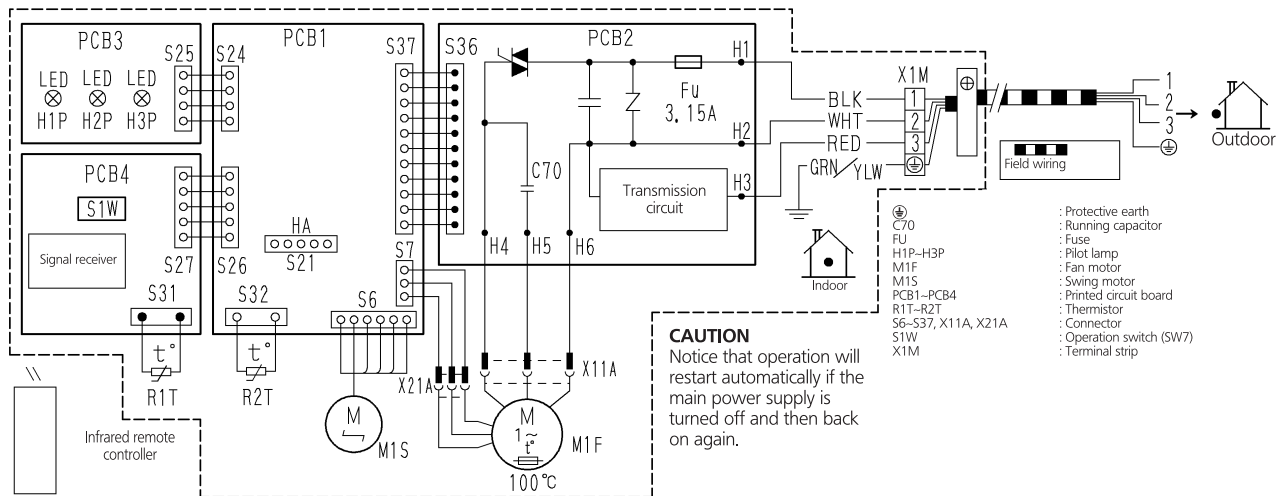 PCB3
S25
S24
PCB1
S37
S36
PCB2
H1
LED LED LED
H1P H2P H3P
Fu
3.15A
H2
C70
Transmission
circuit
H3
H4 H5 H6
PCB4
S1W
Signal receiver
S27
S26
HA
S21
S7
S31
S32
S6
t°
R1T
t°
R2T
M
M1S
X21A
X11A
M
1~
t°
M1F
100°C
Infrared remote
controller
X1M
BLK 1
WHT 2
RED 3
GRN YLW
1
2
3
Outdoor
Field wiring
Indoor
CAUTION
Notice that operation will
restart automatically if the
main power supply is
turned off and then back
on again.
: Protective earth
C70 : Running capacitor
FU : Fuse
H1P~H3P : Pilot lamp
M1F : Fan motor
M1S : Swing motor
PCB1~PCB4 : Printed circuit board
R1T~R2T : Thermistor
S6~S37, X11A, X21A : Connector
S1W : Operation switch (SW7)
X1M : Terminal strip